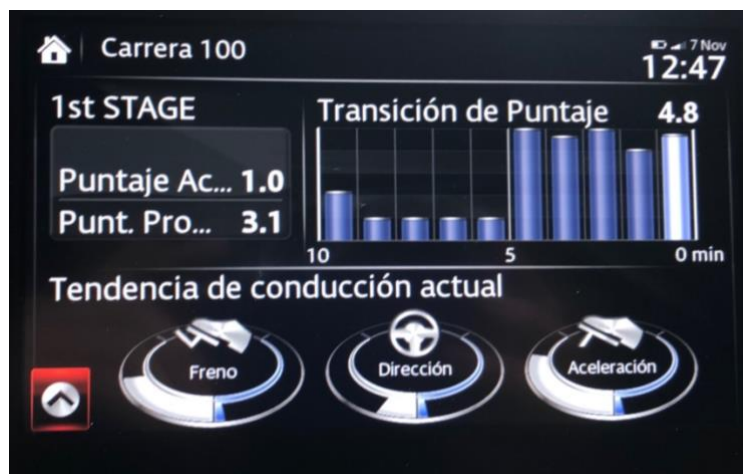 Carrera 100
7 Nov
12:47
1st STAGE
Puntaje Ac... 1.0
Punt. Pro... 3.1
Transición de Puntaje 4.8
10 5 0 min
Tendencia de conducción actual
Freno
Dirección
Aceleración